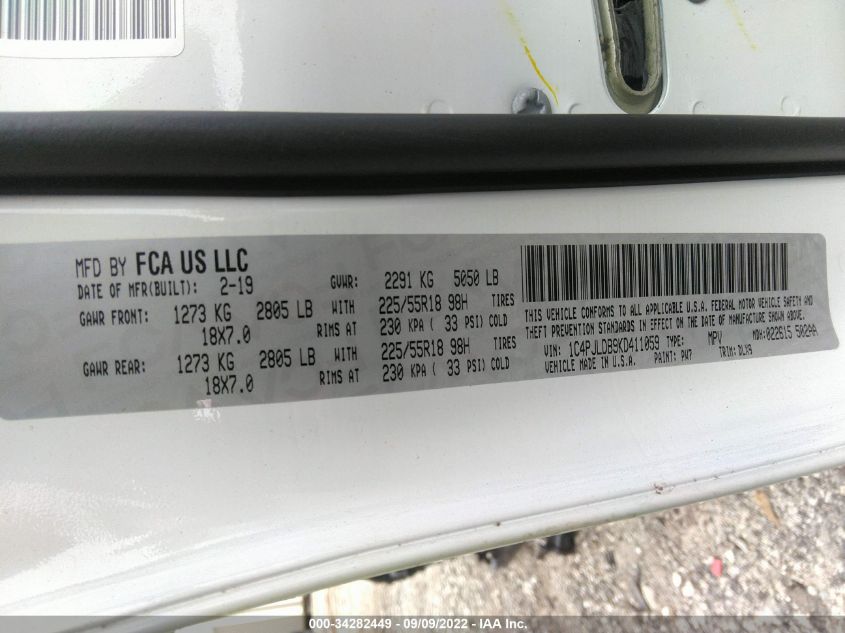 MFD BY FCA US LLC
DATE OF MFR(BUILT): 2-19 GVWR: 2291 KG 5050 LB
GAWR FRONT: 1273 KG 2805 LB WITH 225/55R18 98H TIRES
18X7.0 RIMS AT 230 KPA ( 33 PSI) COLD
GAWR REAR: 1273 KG 2805 LB WITH 225/55R18 98H TIRES
18X7.0 RIMS AT 230 KPA ( 33 PSI) COLD
THIS VEHICLE CONFORMS TO ALL APPLICABLE U.S.A. FEDERAL MOTOR VEHICLE SAFETY AND
THEFT PREVENTION STANDARDS IN EFFECT ON THE DATE OF MANUFACTURE SHOWN ABOVE.
VIN: 1C4PJLDB9KD411059 TYPE: MPV MDH: 022615 502AA
VEHICLE MADE IN U.S.A. PAINT: PW7 TRIM: DLX9
000-34282449 - 09/09/2022 - IAA Inc.